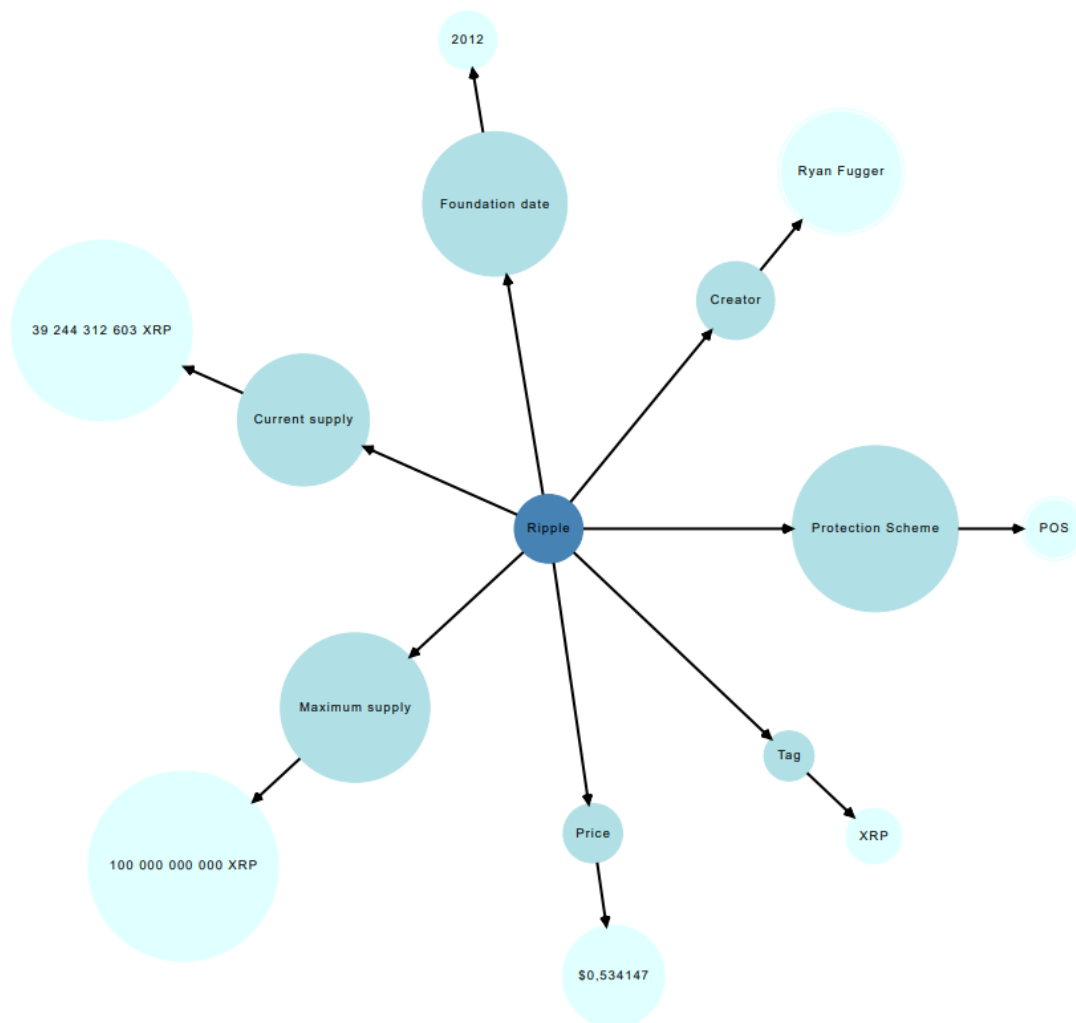 2012
Ryan Fugger
Foundation date
Creator
39 244 312 603 XRP
Current supply
Ripple
Protection Scheme
POS
Maximum supply
Tag
Price
XRP
100 000 000 000 XRP
$0,534147